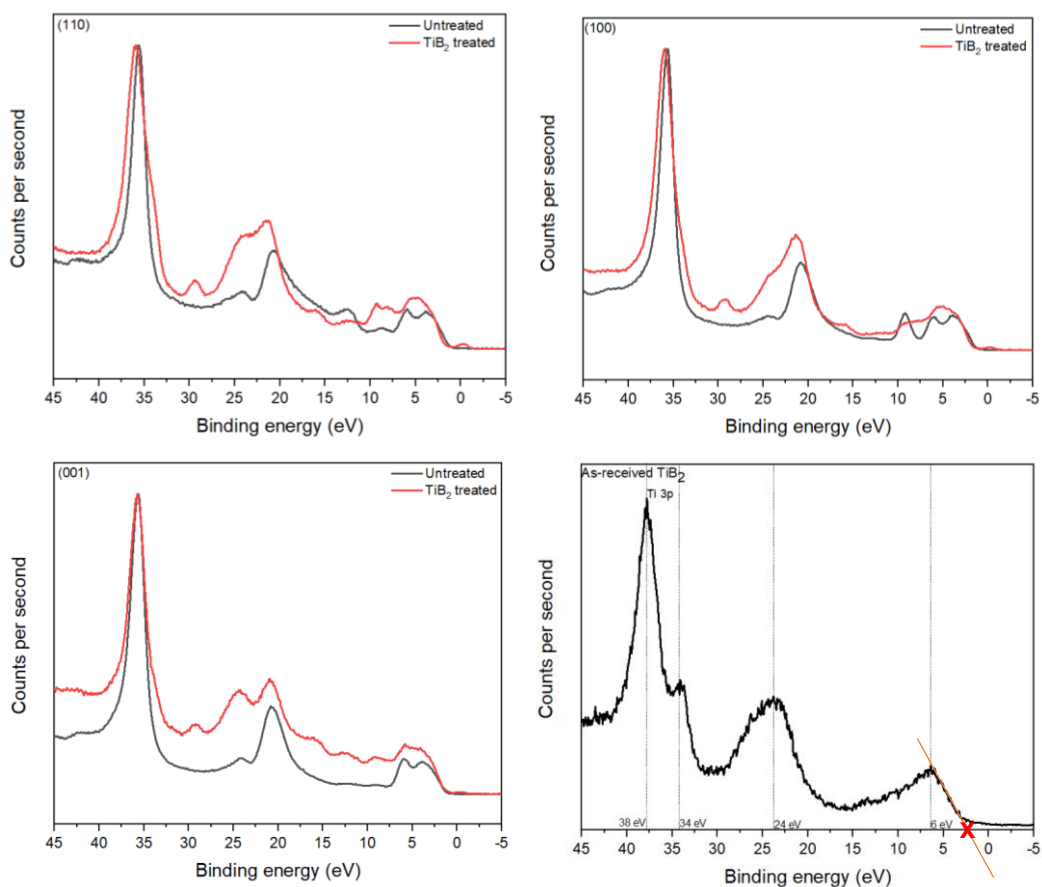 (110)
Untreated
TiB₂ treated
Counts per second
45 40 35 30 25 20 15 10 5 0 -5
Binding energy (eV)
(100)
Untreated
TiB₂ treated
Counts per second
45 40 35 30 25 20 15 10 5 0 -5
Binding energy (eV)
(001)
Untreated
TiB₂ treated
Counts per second
45 40 35 30 25 20 15 10 5 0 -5
Binding energy (eV)
As-received TiB₂
Ti 3p
Counts per second
38 eV 34 eV 24 eV 6 eV
X
45 40 35 30 25 20 15 10 5 0 -5
Binding energy (eV)